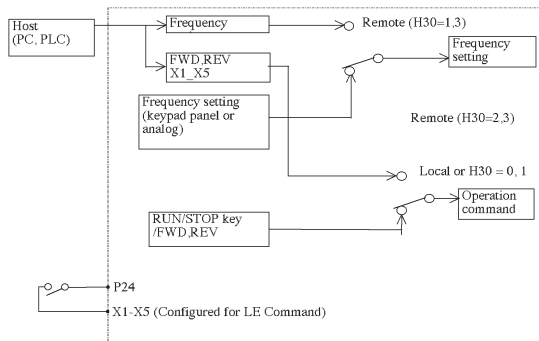 Host
(PC, PLC)
Frequency
Remote (H30=1,3)
FWD,REV
X1_X5
Frequency
setting
Frequency setting
(keypad panel or
analog)
Remote (H30=2,3)
Local or H30 = 0, 1
RUN/STOP key
/FWD,REV
Operation
command
P24
X1-X5 (Configured for LE Command)